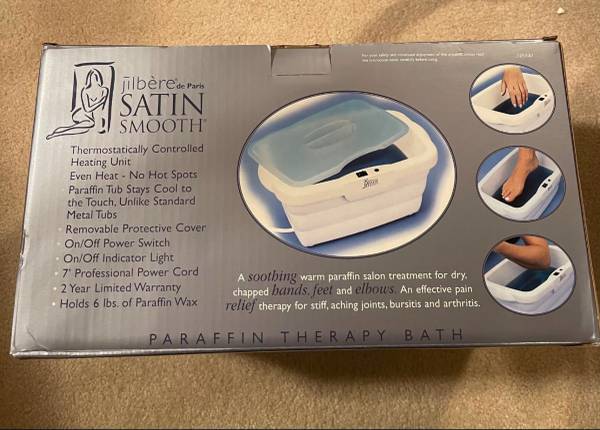 jilbère de Paris
SATIN
SMOOTH
Thermostatically Controlled
Heating Unit
Even Heat - No Hot Spots
Paraffin Tub Stays Cool to
the Touch, Unlike Standard
Metal Tubs
· Removable Protective Cover
· On/Off Power Switch
· On/Off Indicator Light
· 7' Professional Power Cord
· 2 Year Limited Warranty
· Holds 6 lbs. of Paraffin Wax
A soothing warm paraffin salon treatment for dry,
chapped hands, feet and elbows. An effective pain
relief therapy for stiff, aching joints, bursitis and arthritis.
PARAFFIN THERAPY BATH